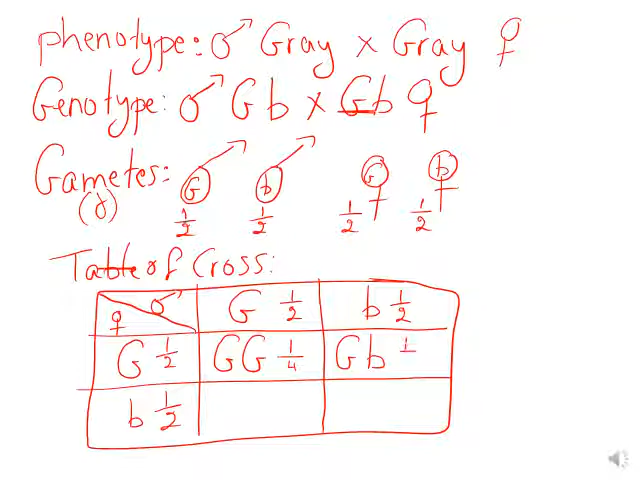 phenotype: ♂ Gray × Gray ♀
Genotype: ♂ Gb × Gb ♀
Gametes: G b G b
(γ) 1/2 1/2 1/2 1/2
Table of Cross:
♀ ♂ G 1/2 b 1/2
G 1/2 GG 1/4 Gb 1
b 1/2